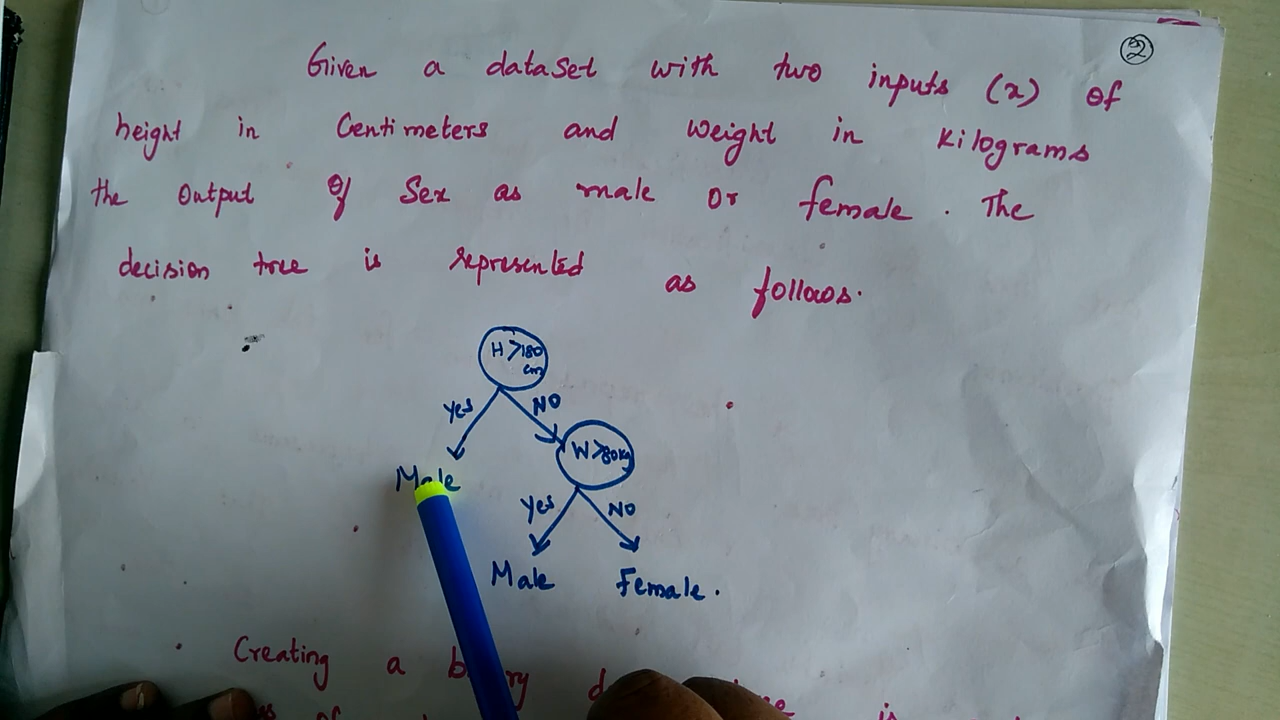 2
Given a dataset with two inputs (x) of
height in Centimeters and Weight in Kilograms
the output of Sex as male or female. The
decision tree is represented as follows.
H >180
cm
Yes NO
W >80kg
Male
Yes NO
Male Female.
Creating a
is